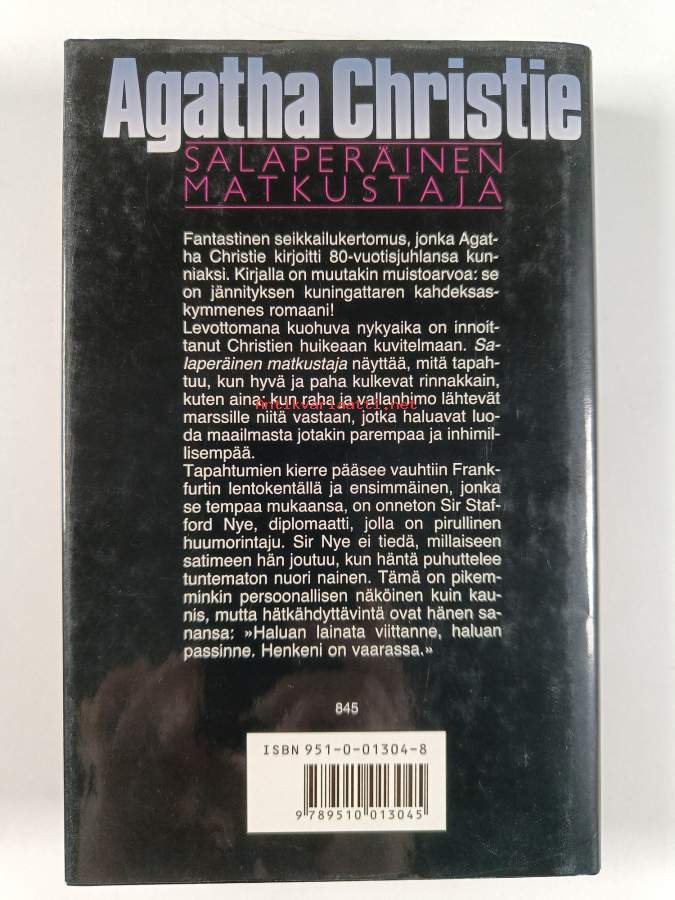 Agatha Christie
SALAPERÄINEN
MATKUSTAJA
Fantastinen seikkailukertomus, jonka Agat-
ha Christie kirjoitti 80-vuotisjuhlansa kun-
niaksi. Kirjalla on muutakin muistoarvoa: se
on jännityksen kuningattaren kahdeksas-
kymmenes romaani!
Levottomana kuohuva nykyaika on innoit-
tanut Christien huikeaan kuvitelmaan. Sa-
laperäinen matkustaja näyttää, mitä tapah-
tuu, kun hyvä ja paha kulkevat rinnakkain,
kuten aina, kun raha ja vallanhimo lähtevät
antikvariaatti.net
marssille niitä vastaan, jotka haluavat luo-
da maailmasta jotakin parempaa ja inhimil-
lisempää.
Tapahtumien kierre pääsee vauhtiin Frank-
furtin lentokentällä ja ensimmäinen, jonka
se tempaa mukaansa, on onneton Sir Staf-
ford Nye, diplomaatti, jolla on pirullinen
huumorintaju. Sir Nye ei tiedä, millaiseen
satimeen hän joutuu, kun häntä puhuttelee
tuntematon nuori nainen. Tämä on pikem-
minkin persoonallisen näköinen kuin kau-
nis, mutta hätkähdyttävintä ovat hänen sa-
nansa: »Haluan lainata viittanne, haluan
passinne. Henkeni on vaarassa.»
845
ISBN 951-0-01304-8
9 789510 013045